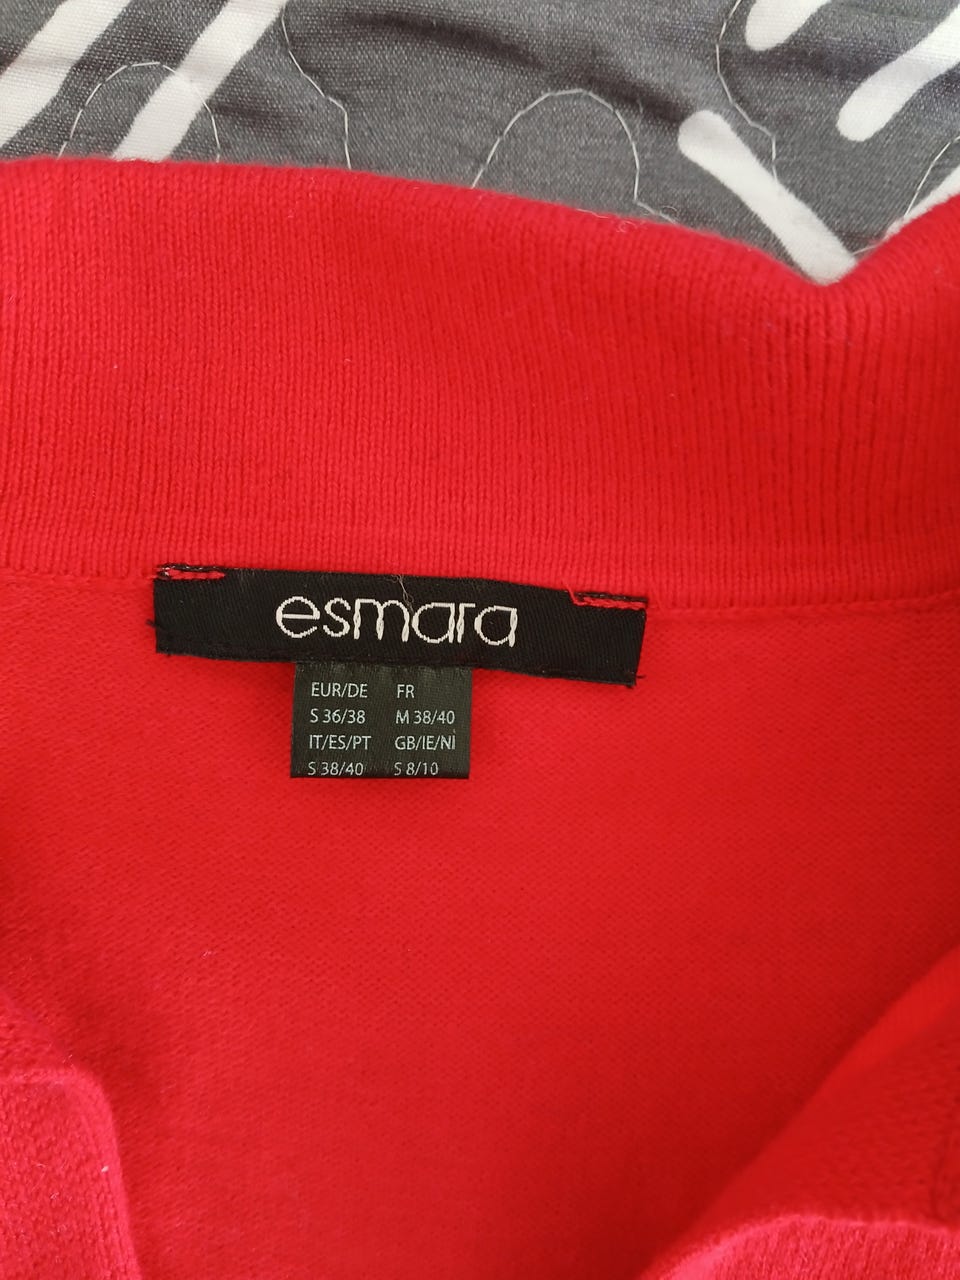 esmara
EUR/DE FR
S 36/38 M 38/40
IT/ES/PT GB/IE/NI
S 38/40 S 8/10